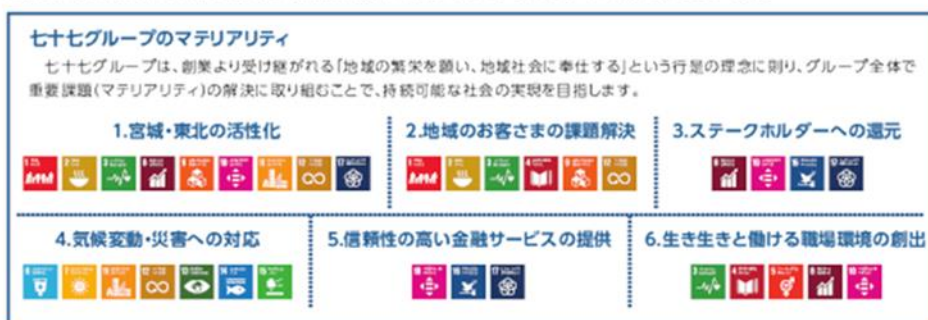 七十七グループのマテリアリティ
七十七グループは、創業より受け継がれる「地域の繁栄を願い、地域社会に奉仕する」という行是の理念に則り、グループ全体で
重要課題(マテリアリティ)の解決に取り組むことで、持続可能な社会の実現を目指します。
1.宮城・東北の活性化
2.地域のお客さまの課題解決
3.ステークホルダーへの還元
4.気候変動・災害への対応
5.信頼性の高い金融サービスの提供
6.生き生きと働ける職場環境の創出